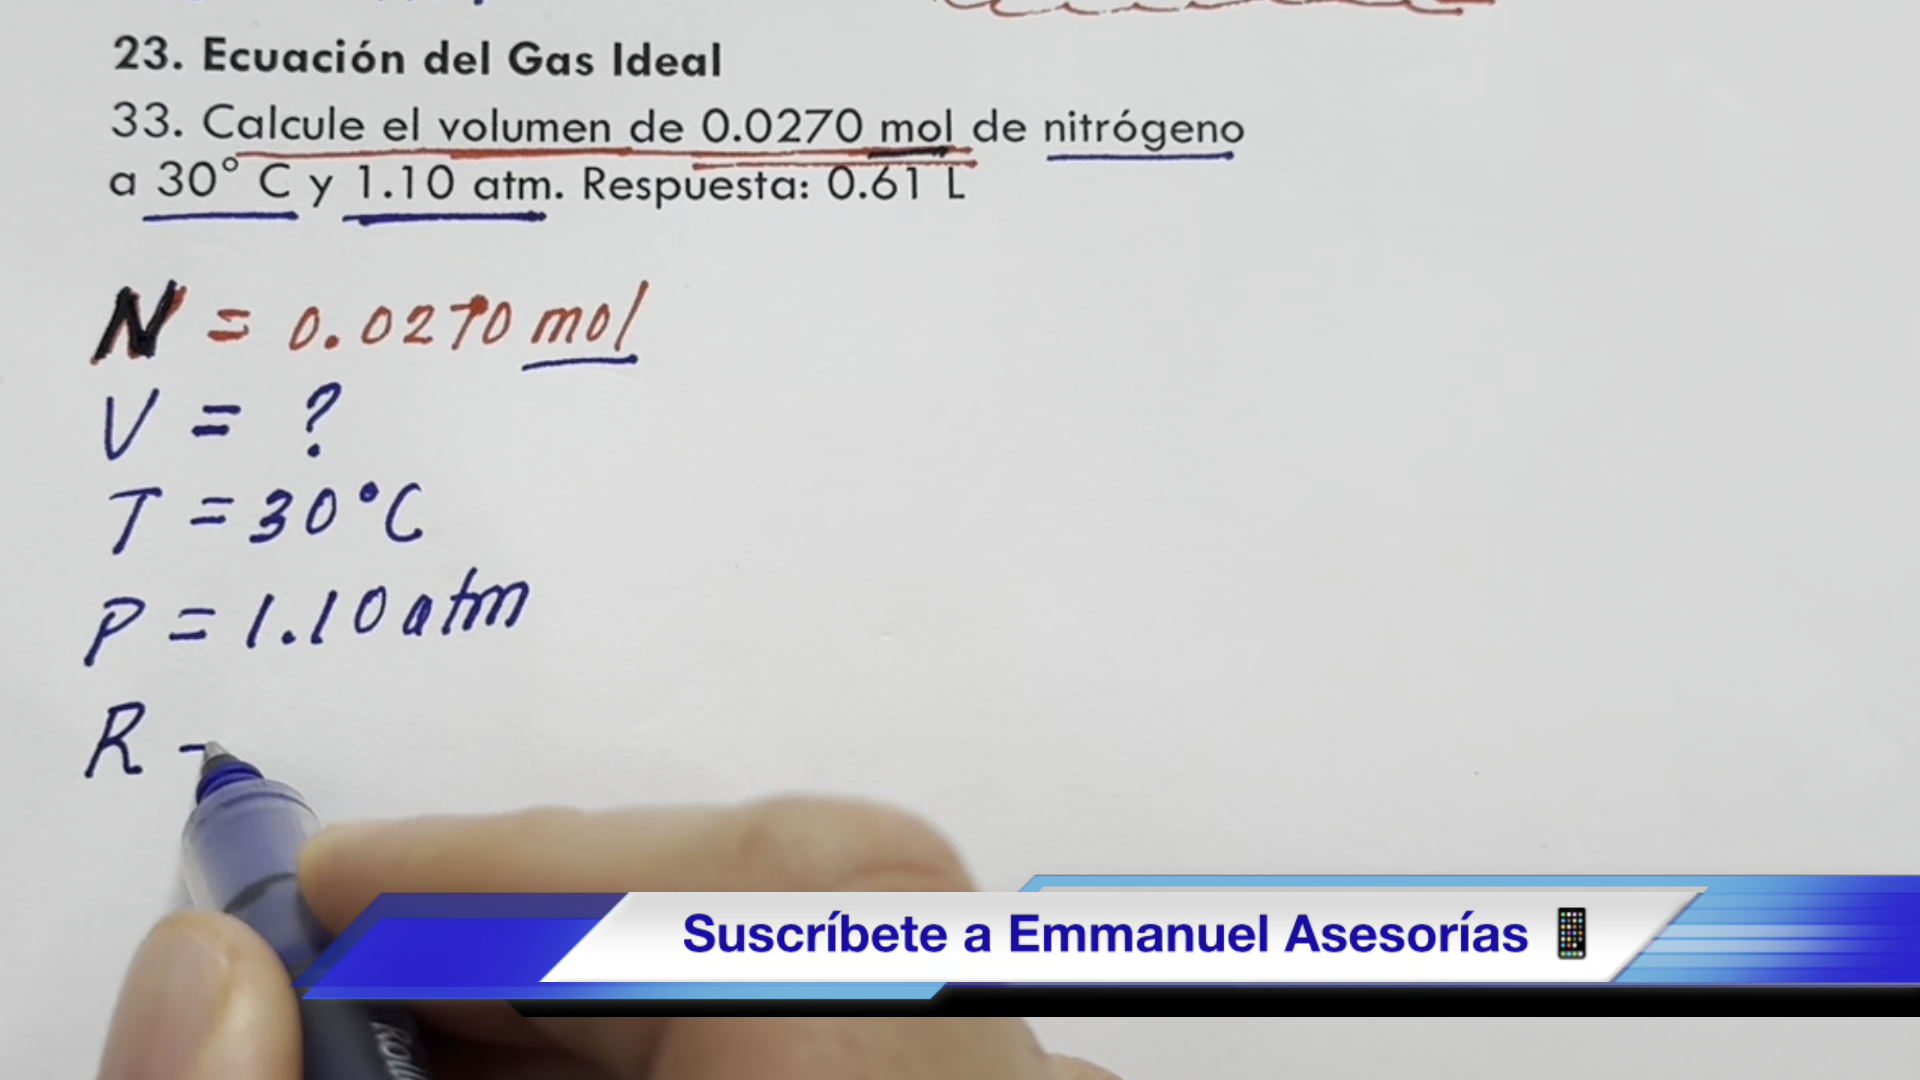 23. Ecuación del Gas Ideal
33. Calcule el volumen de 0.0270 mol de nitrógeno
a 30° C y 1.10 atm. Respuesta: 0.61 L
N = 0.0270 mol
V = ?
T = 30°C
P = 1.10 atm
R -
Suscríbete a Emmanuel Asesorías 📱